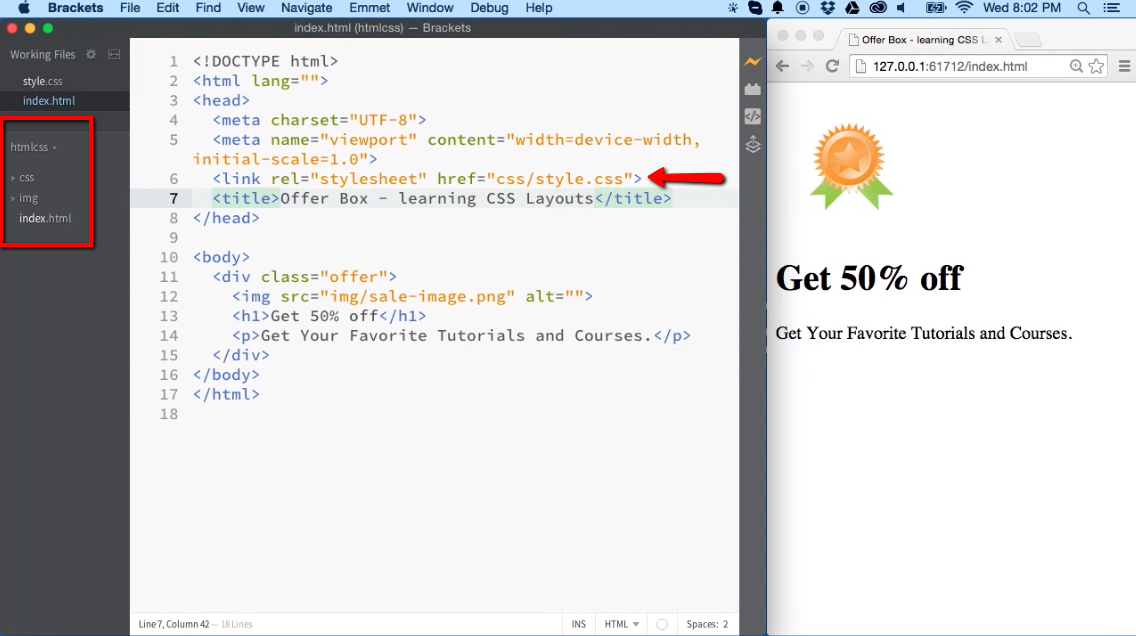 Brackets File Edit Find View Navigate Emmet Window Debug Help Wed 8:02 PM
index.html (htmlcss) — Brackets
Working Files
style.css
index.html
htmlcss
css
img
index.html
1 <!DOCTYPE html>
2 <html lang="">
3 <head>
4 <meta charset="UTF-8">
5 <meta name="viewport" content="width=device-width,
initial-scale=1.0">
6 <link rel="stylesheet" href="css/style.css">
7 <title>Offer Box - learning CSS Layouts</title>
8 </head>
9
10 <body>
11 <div class="offer">
12 <img src="img/sale-image.png" alt="">
13 <h1>Get 50% off</h1>
14 <p>Get Your Favorite Tutorials and Courses.</p>
15 </div>
16 </body>
17 </html>
18
Line 7, Column 42 — 18 Lines
INS HTML Spaces: 2
Offer Box - learning CSS L
127.0.0.1:61712/index.html
Get 50% off
Get Your Favorite Tutorials and Courses.